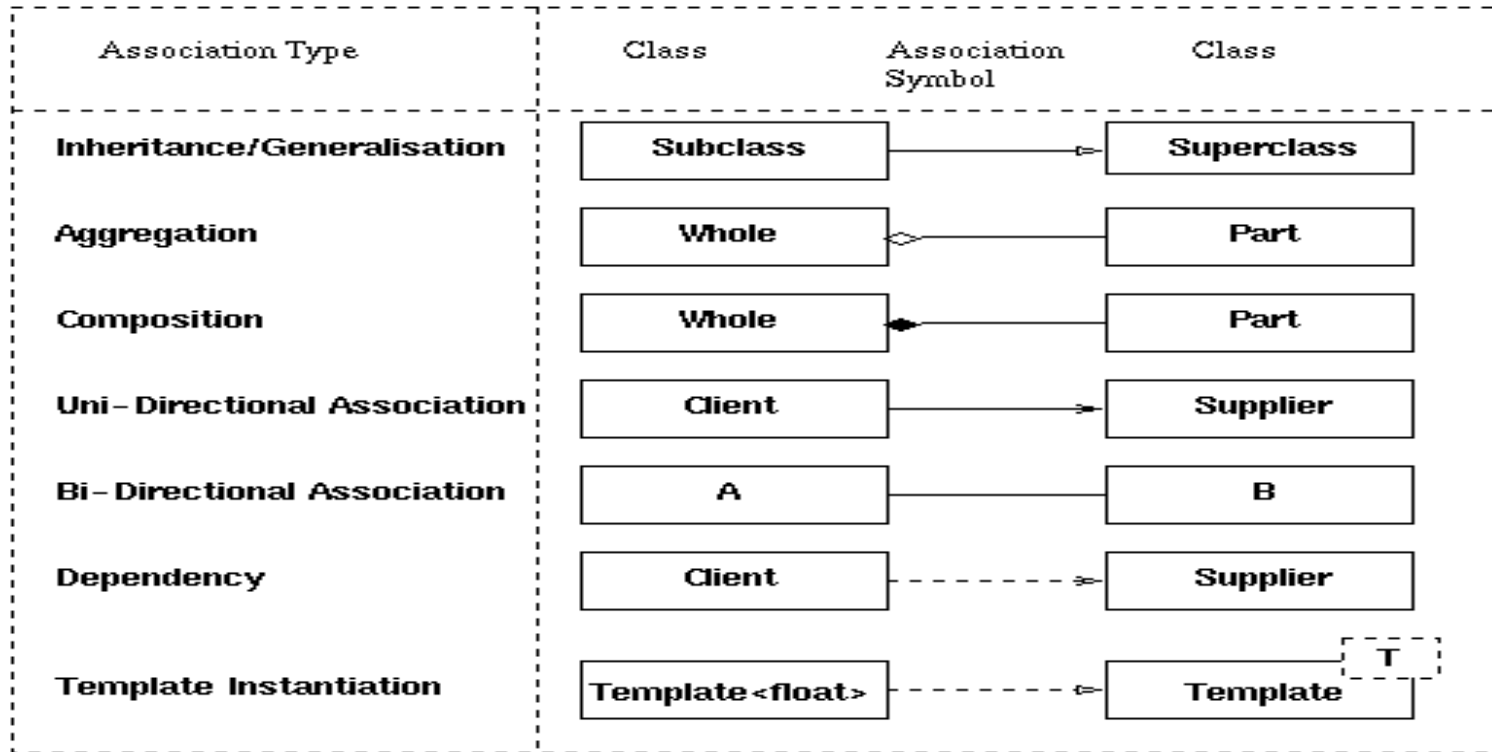 Association Type Class Association Class
Symbol
Inheritance/Generalisation Subclass Superclass
Aggregation Whole Part
Composition Whole Part
Uni-Directional Association Client Supplier
Bi-Directional Association A B
Dependency Client Supplier
T
Template Instantiation Template<float> Template